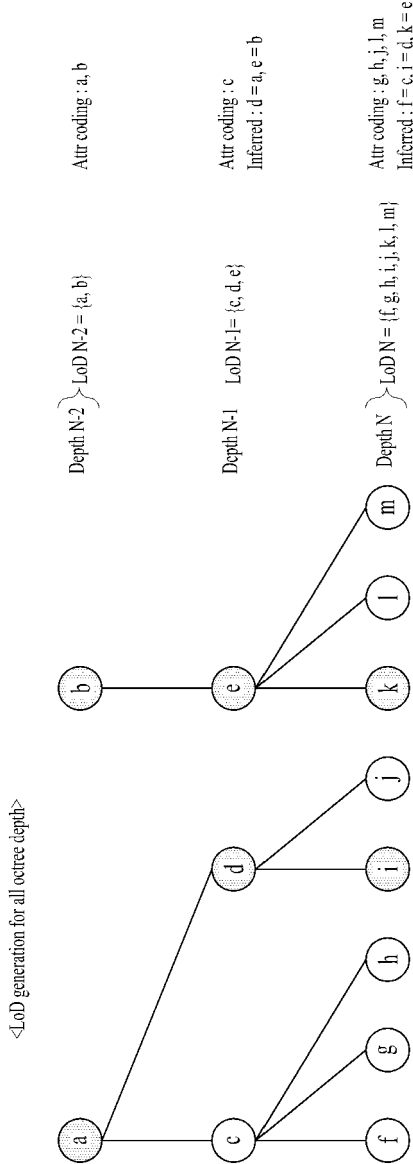 <LoD generation for all octree depth>
a
b
Depth N-2
LoD N-2 = {a, b}
Attr coding : a, b
c
d
e
Depth N-1
LoD N-1= {c, d, e}
Attr coding : c
Inferred : d = a, e = b
f
g
h
i
j
k
l
m
Depth N
LoD N = {f, g, h, i, j, k, l, m}
Attr coding : g, h, j, l, m
Inferred : f = c, i = d, k = e